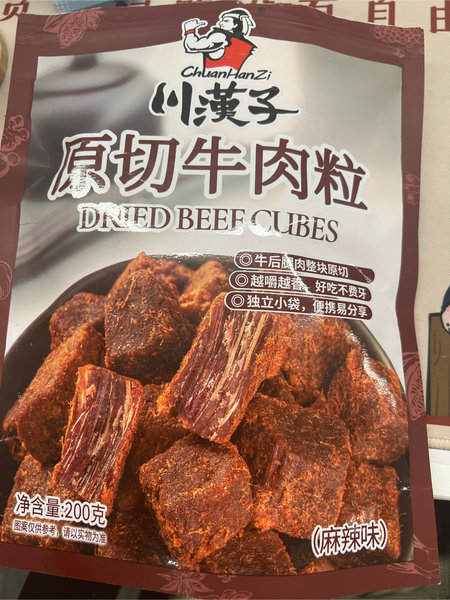 ChuanHanZi
川漢子
原切牛肉粒
DRIED BEEF CUBES
牛后腿肉整块原切
越嚼越香，好吃不费牙
独立小袋，便携易分享
净含量:200克
图案仅供参考，请以实物为准
(麻辣味)